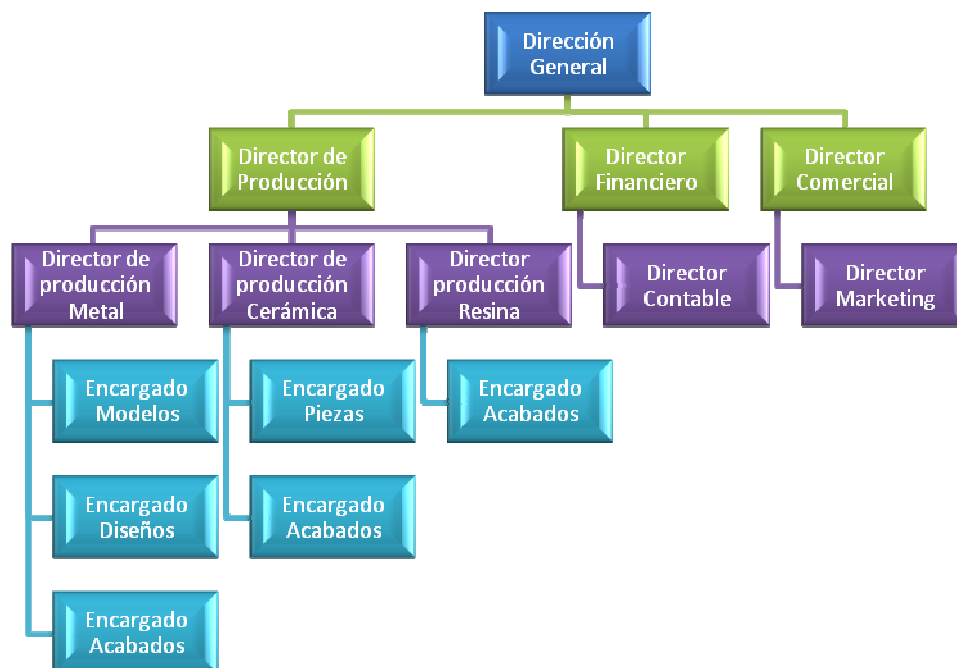 Dirección
General
Director de
Producción
Director
Financiero
Director
Comercial
Director de
producción
Metal
Director de
producción
Cerámica
Director
producción
Resina
Director
Contable
Director
Marketing
Encargado
Modelos
Encargado
Piezas
Encargado
Acabados
Encargado
Diseños
Encargado
Acabados
Encargado
Acabados